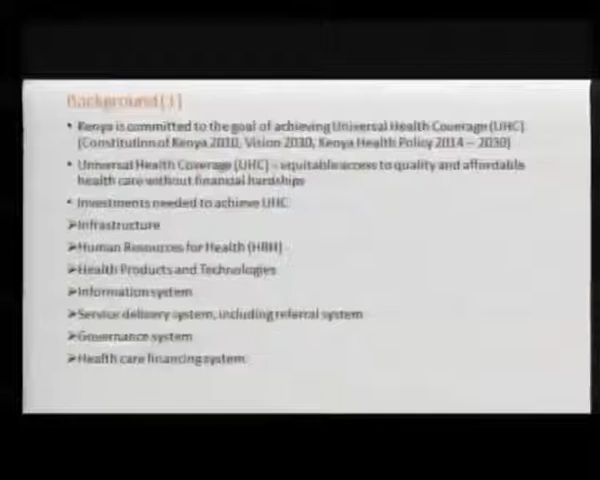 Background (1)
• Kenya is committed to the goal of achieving Universal Health Coverage (UHC)
(Constitution of Kenya 2010, Vision 2030, Kenya Health Policy 2014 – 2030)
• Universal Health Coverage (UHC) – equitable access to quality and affordable
health care without financial hardships
• Investments needed to achieve UHC
➢Infrastructure
➢Human Resources for Health (HRH)
➢Health Products and Technologies
➢Information system
➢Service delivery system, including referral system
➢Governance system
➢Health care financing system